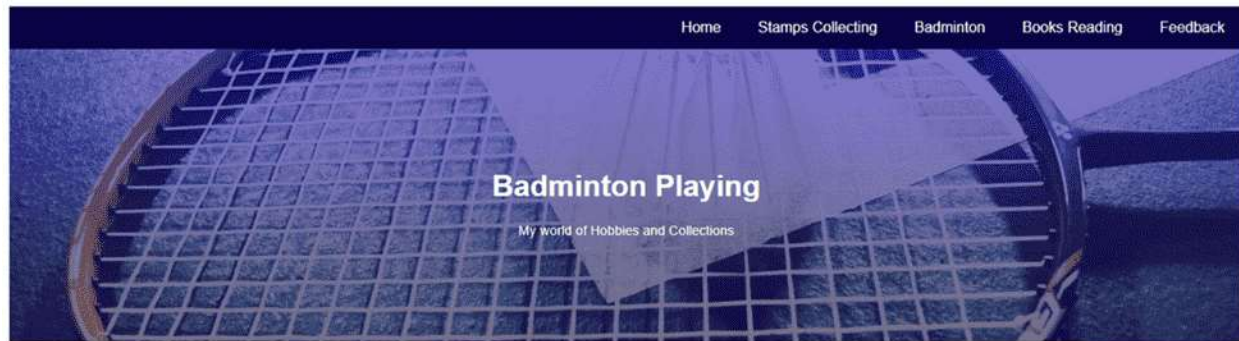 Home Stamps Collecting Badminton Books Reading Feedback
Badminton Playing
My world of Hobbies and Collections